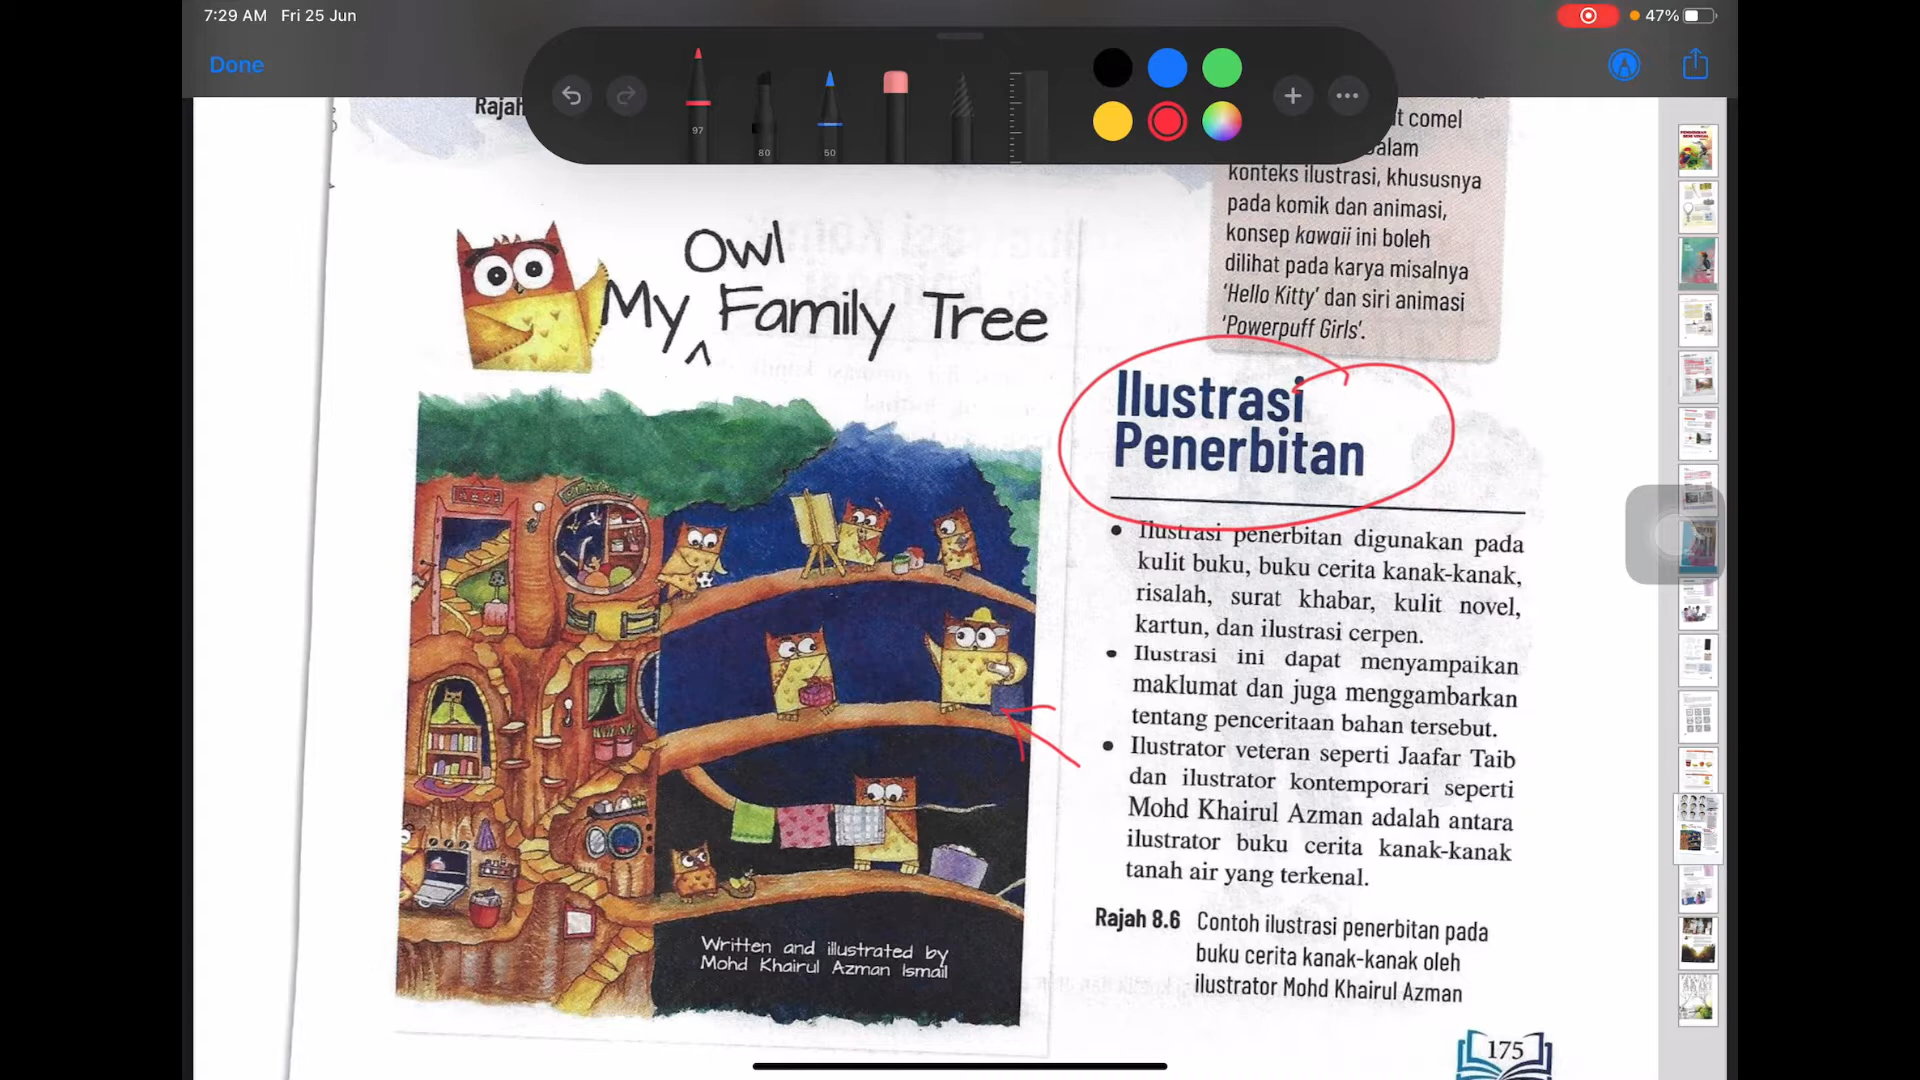 7:29 AM Fri 25 Jun
47%
Done
97
80
50
Rajah
t comel
alam
konteks ilustrasi, khususnya
pada komik dan animasi,
konsep kawaii ini boleh
dilihat pada karya misalnya
‘Hello Kitty’ dan siri animasi
‘Powerpuff Girls’.
Owl
My ^ Family Tree
Written and illustrated by
Mohd Khairul Azman Ismail
Ilustrasi
Penerbitan
• Ilustrasi penerbitan digunakan pada
kulit buku, buku cerita kanak-kanak,
risalah, surat khabar, kulit novel,
kartun, dan ilustrasi cerpen.
• Ilustrasi ini dapat menyampaikan
maklumat dan juga menggambarkan
tentang penceritaan bahan tersebut.
• Ilustrator veteran seperti Jaafar Taib
dan ilustrator kontemporari seperti
Mohd Khairul Azman adalah antara
ilustrator buku cerita kanak-kanak
tanah air yang terkenal.
Rajah 8.6 Contoh ilustrasi penerbitan pada
buku cerita kanak-kanak oleh
ilustrator Mohd Khairul Azman
175